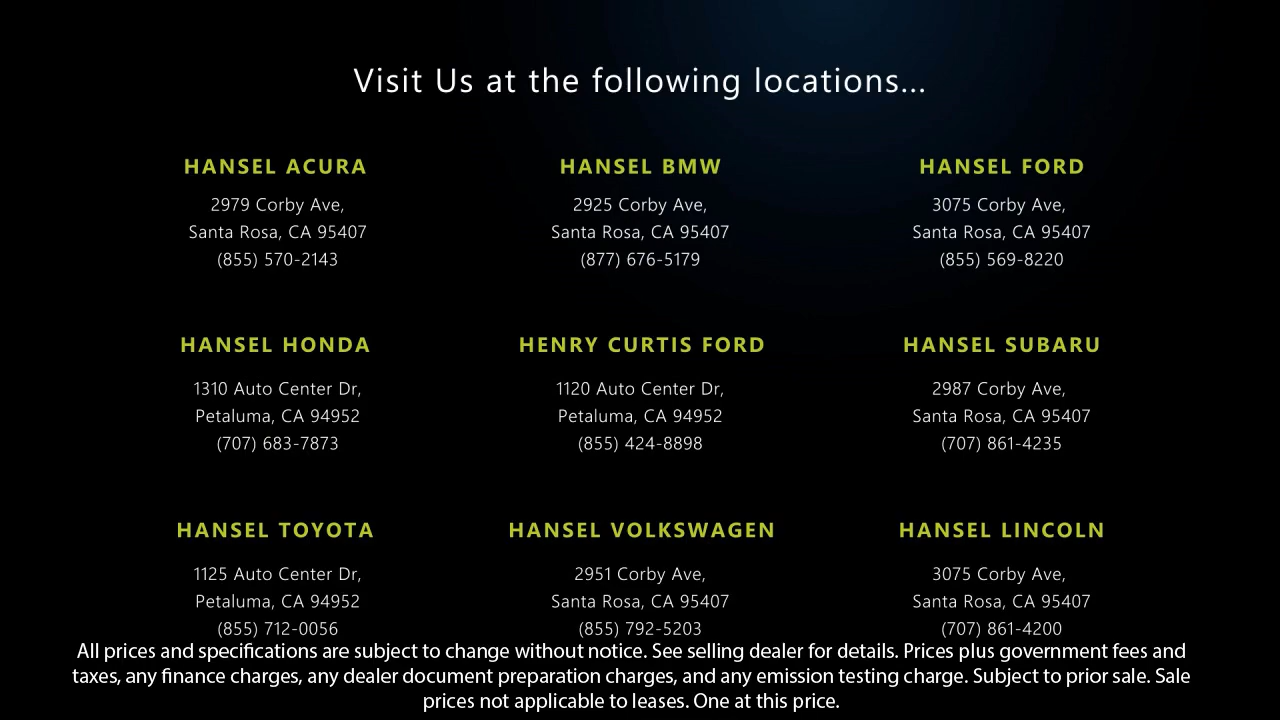 Visit Us at the following locations...
HANSEL ACURA
2979 Corby Ave,
Santa Rosa, CA 95407
(855) 570-2143
HANSEL BMW
2925 Corby Ave,
Santa Rosa, CA 95407
(877) 676-5179
HANSEL FORD
3075 Corby Ave,
Santa Rosa, CA 95407
(855) 569-8220
HANSEL HONDA
1310 Auto Center Dr,
Petaluma, CA 94952
(707) 683-7873
HENRY CURTIS FORD
1120 Auto Center Dr,
Petaluma, CA 94952
(855) 424-8898
HANSEL SUBARU
2987 Corby Ave,
Santa Rosa, CA 95407
(707) 861-4235
HANSEL TOYOTA
1125 Auto Center Dr,
Petaluma, CA 94952
(855) 712-0056
HANSEL VOLKSWAGEN
2951 Corby Ave,
Santa Rosa, CA 95407
(855) 792-5203
HANSEL LINCOLN
3075 Corby Ave,
Santa Rosa, CA 95407
(707) 861-4200
All prices and specifications are subject to change without notice. See selling dealer for details. Prices plus government fees and
taxes, any finance charges, any dealer document preparation charges, and any emission testing charge. Subject to prior sale. Sale
prices not applicable to leases. One at this price.